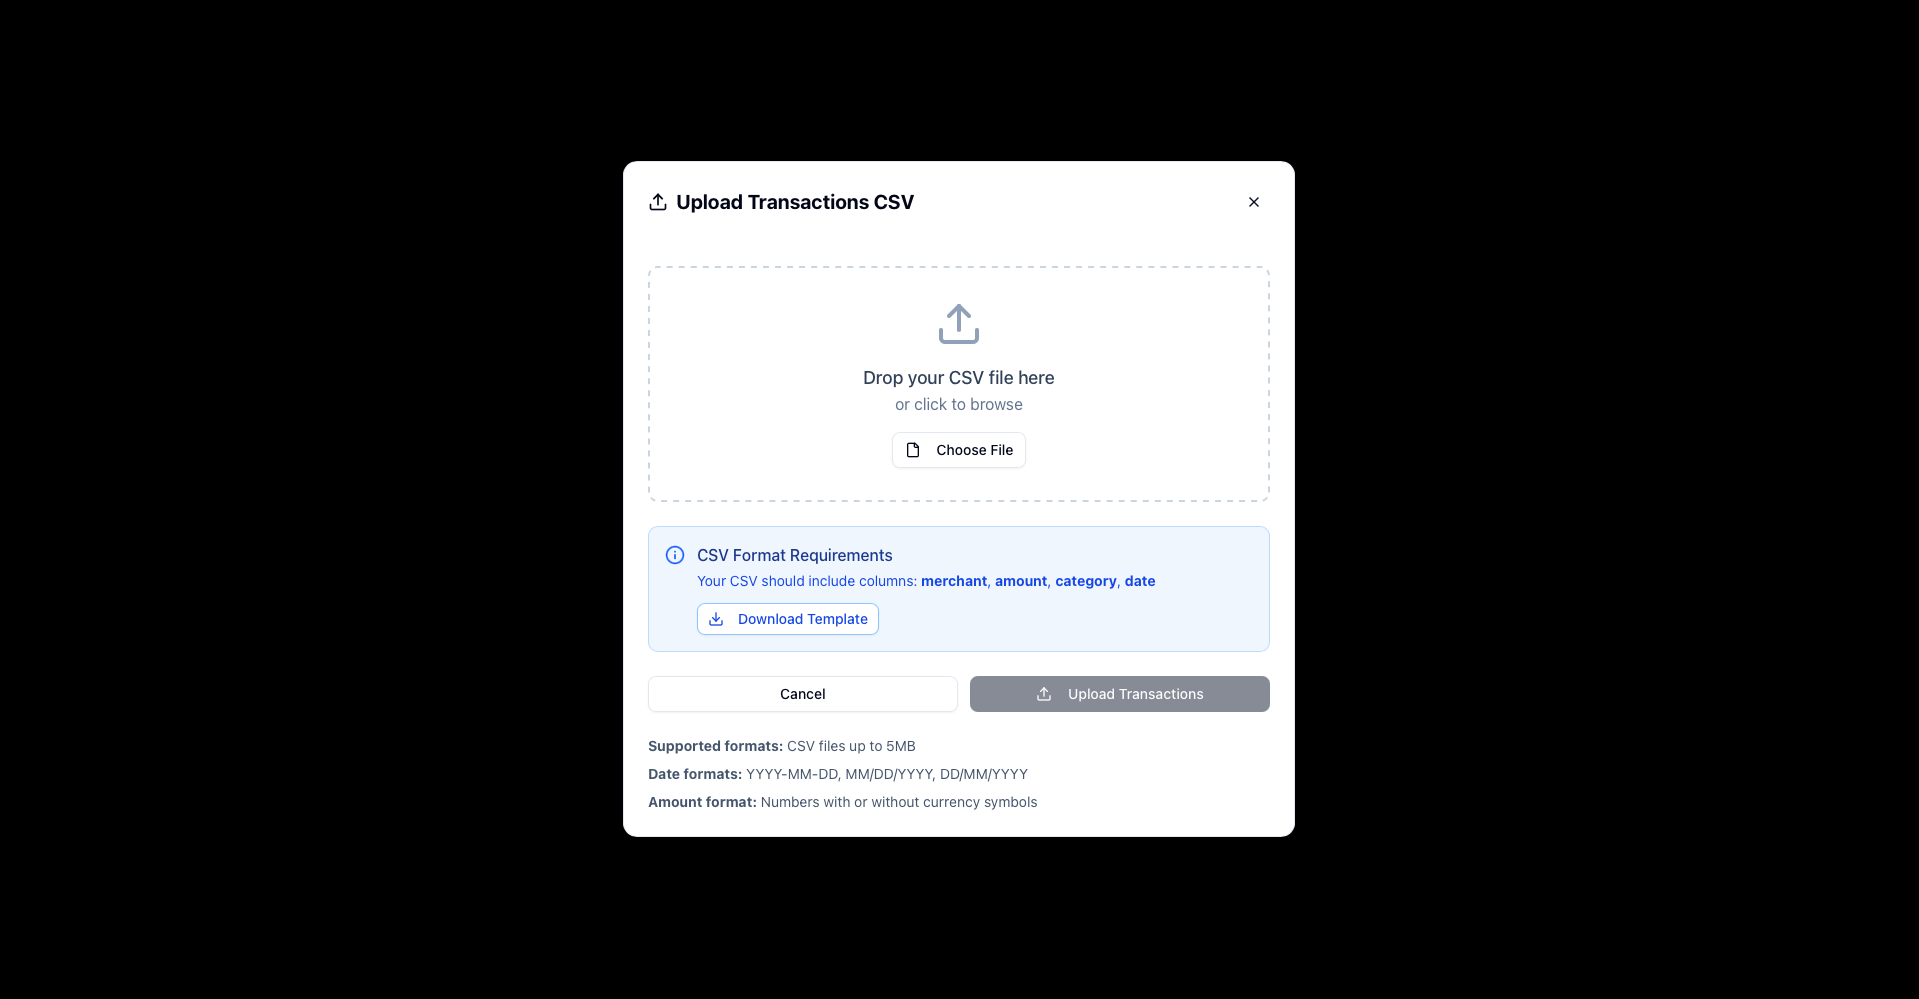 Upload Transactions CSV
Drop your CSV file here
or click to browse
Choose File
CSV Format Requirements
Your CSV should include columns: merchant, amount, category, date
Download Template
Cancel
Upload Transactions
Supported formats: CSV files up to 5MB
Date formats: YYYY-MM-DD, MM/DD/YYYY, DD/MM/YYYY
Amount format: Numbers with or without currency symbols